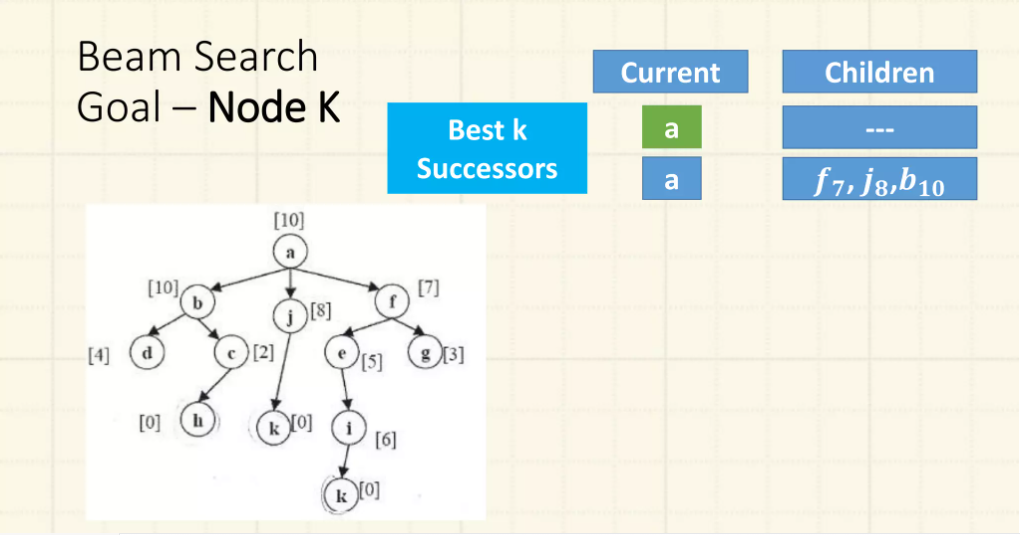 Beam Search
Goal – Node K
Current
Children
Best k
Successors
a
---
a
f7, j8,b10
[10]
a
[10]
b
[7]
f
j
[8]
[4]
d
c
[2]
e
[5]
g
[3]
[0]
h
k
[0]
i
[6]
k
[0]